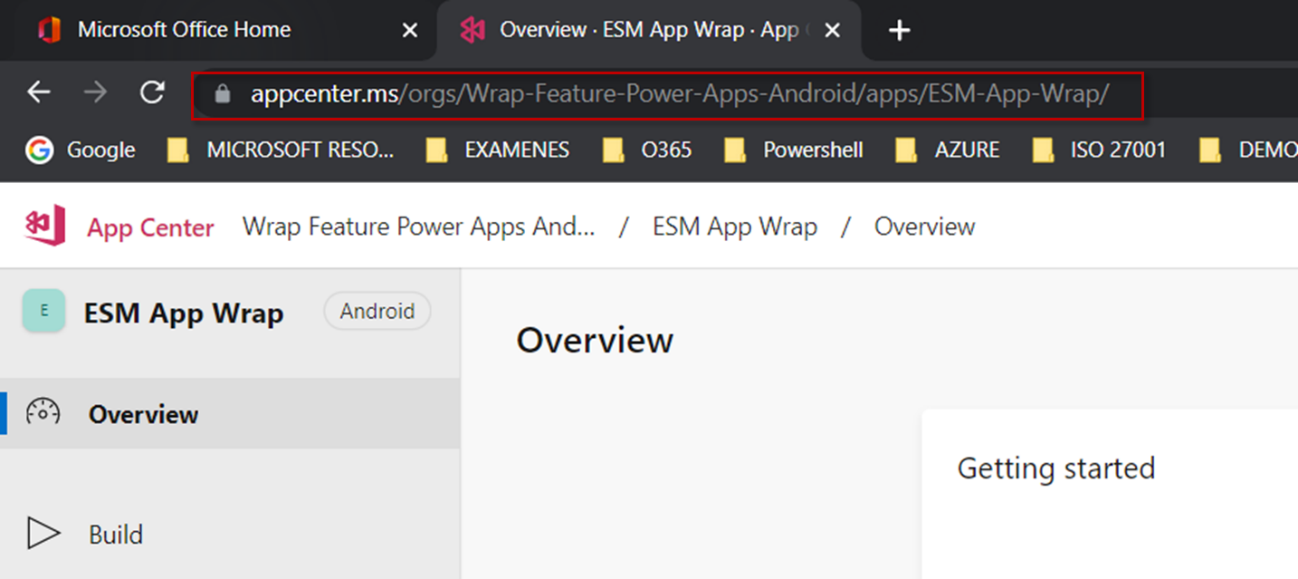 Microsoft Office Home
Overview · ESM App Wrap · App
appcenter.ms/orgs/Wrap-Feature-Power-Apps-Android/apps/ESM-App-Wrap/
Google MICROSOFT RESO... EXAMENES O365 Powershell AZURE ISO 27001 DEMO
App Center Wrap Feature Power Apps And... / ESM App Wrap / Overview
E ESM App Wrap Android
Overview
Overview
Getting started
Build